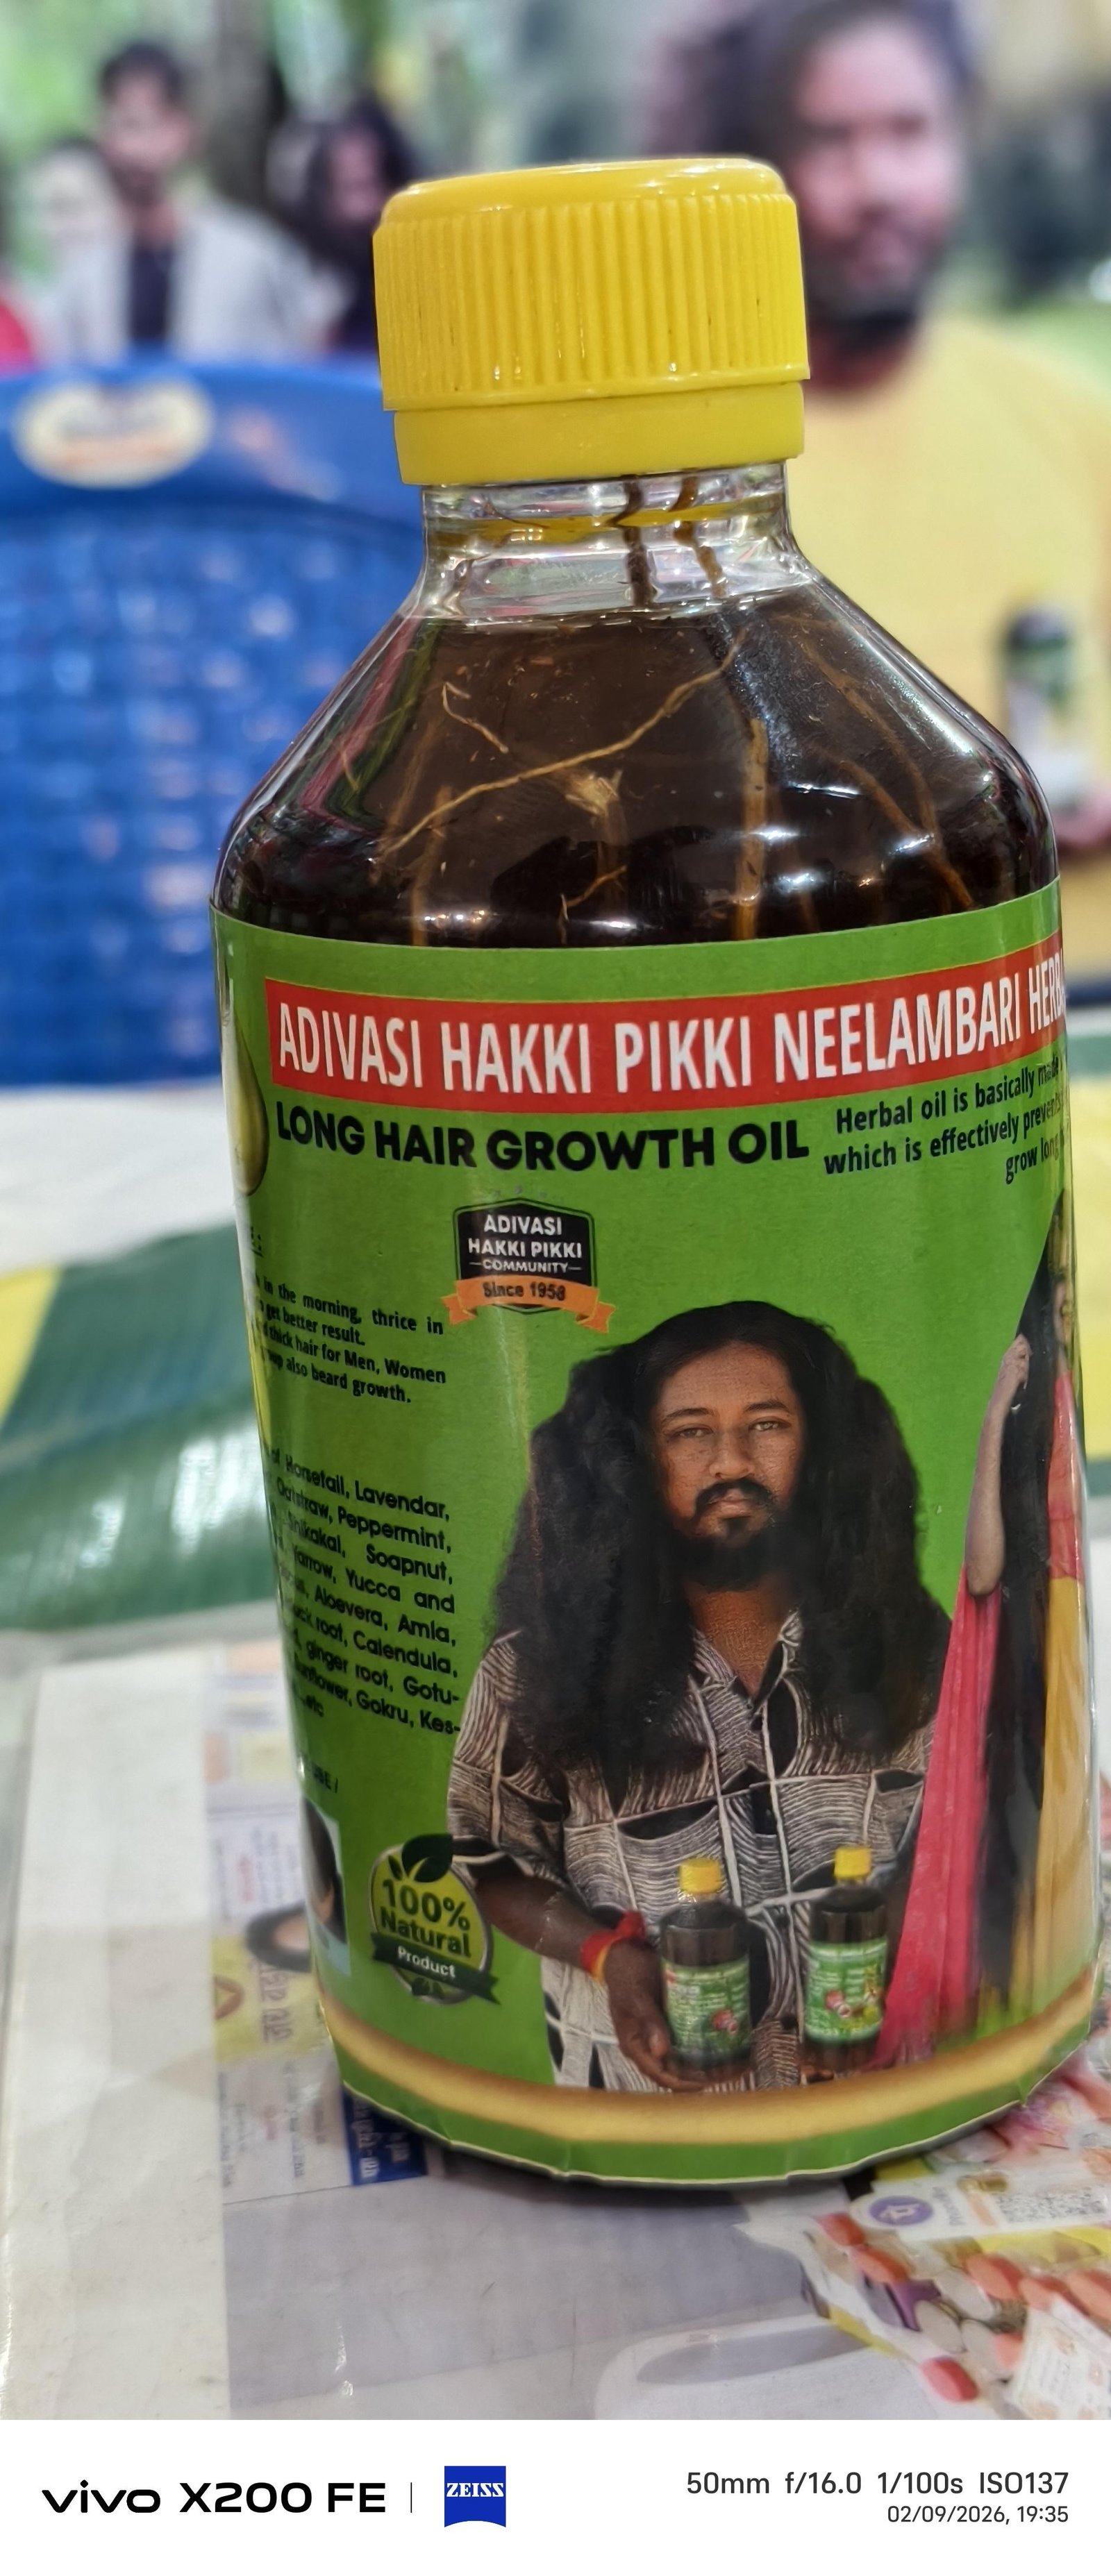 ADIVASI HAKKI PIKKI NEELAMBARI
LONG HAIR GROWTH OIL
Herbal oil is basically
which is effectively
grow
ADIVASI
HAKKI PIKKI
COMMUNITY
Since 1958
in the morning, thrice in
get better result.
thick hair for Men, Women
also beard growth.
Horsetail, Lavendar,
Peppermint,
Soapnut,
Yarrow, Yucca and
Aloevera, Amla,
root, Calendula,
ginger root, Gotu-
Gokru, Kes-
etc
USE /
100%
Natural
Product
vivo X200 FE
ZEISS
50mm f/16.0 1/100s ISO137
02/09/2026, 19:35